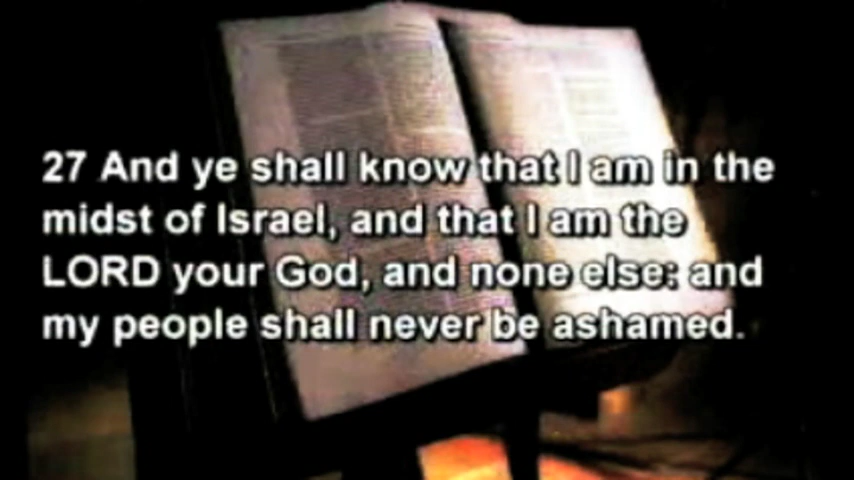 27 And ye shall know that I am in the
midst of Israel, and that I am the
LORD your God, and none else: and
my people shall never be ashamed.